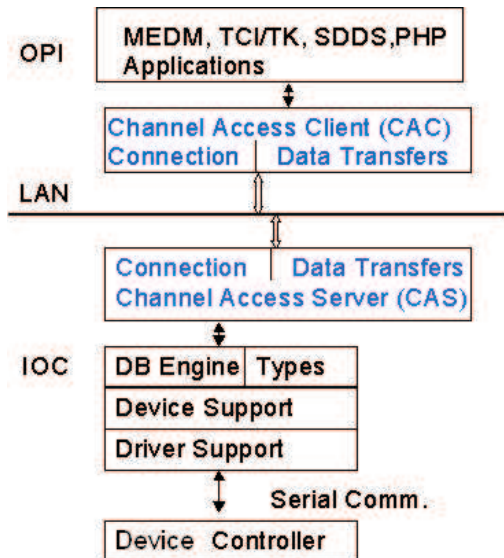 OPI
MEDM, TCI/TK, SDDS,PHP
Applications
Channel Access Client (CAC)
Connection Data Transfers
LAN
Connection Data Transfers
Channel Access Server (CAS)
IOC
DB Engine Types
Device Support
Driver Support
Serial Comm.
Device Controller